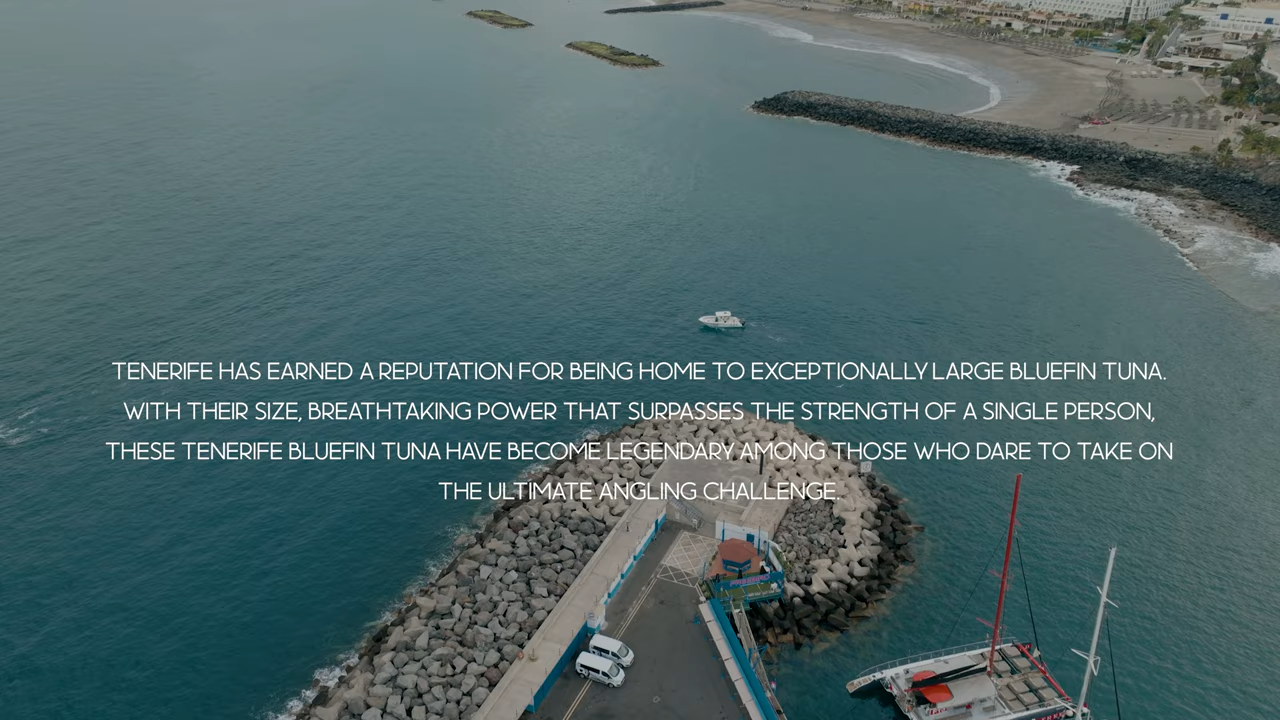 TENERIFE HAS EARNED A REPUTATION FOR BEING HOME TO EXCEPTIONALLY LARGE BLUEFIN TUNA.
WITH THEIR SIZE, BREATHTAKING POWER THAT SURPASSES THE STRENGTH OF A SINGLE PERSON,
THESE TENERIFE BLUEFIN TUNA HAVE BECOME LEGENDARY AMONG THOSE WHO DARE TO TAKE ON
THE ULTIMATE ANGLING CHALLENGE.